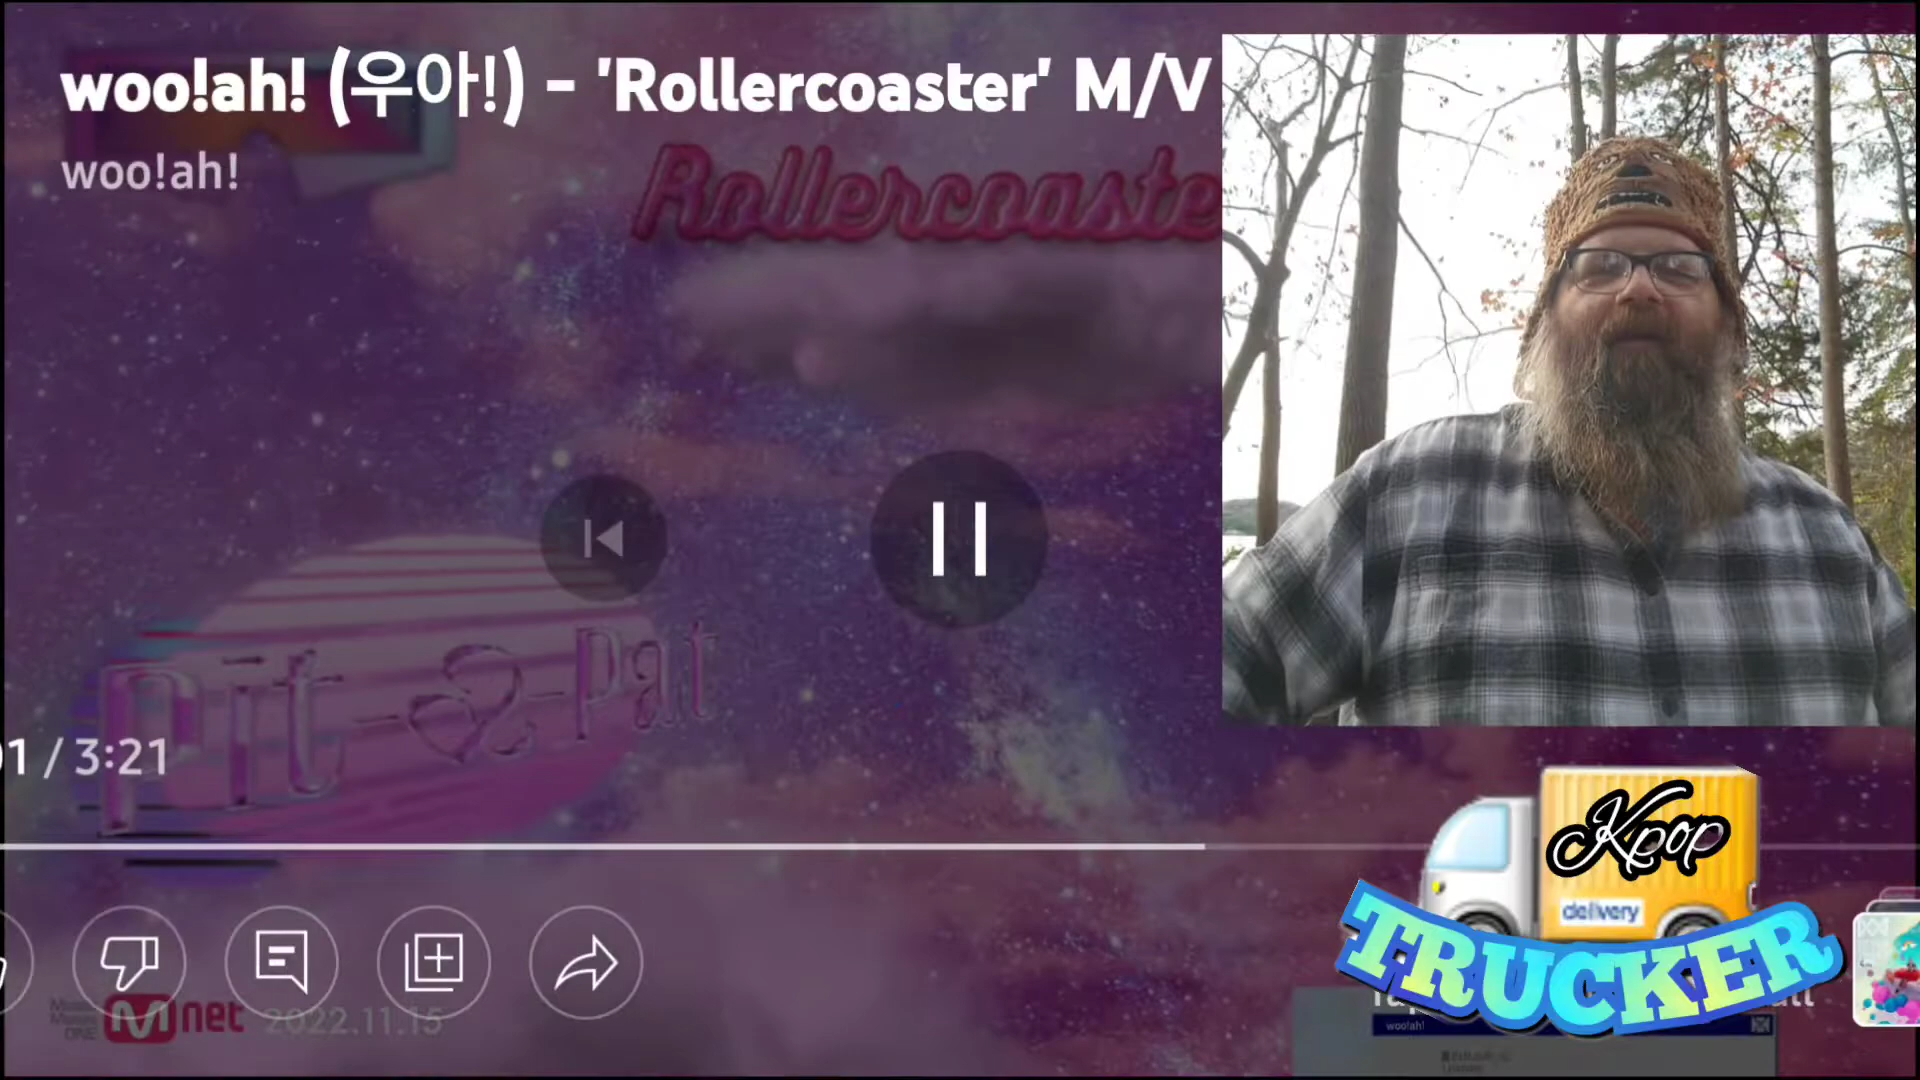 woo!ah! (우아!) - 'Rollercoaster' M/V
woo!ah!
Rollercoaste
Pit-a-Pat
01 / 3:21
Kpop
delivery
TRUCKER
woo!ah!
Mnet 2022.11.15